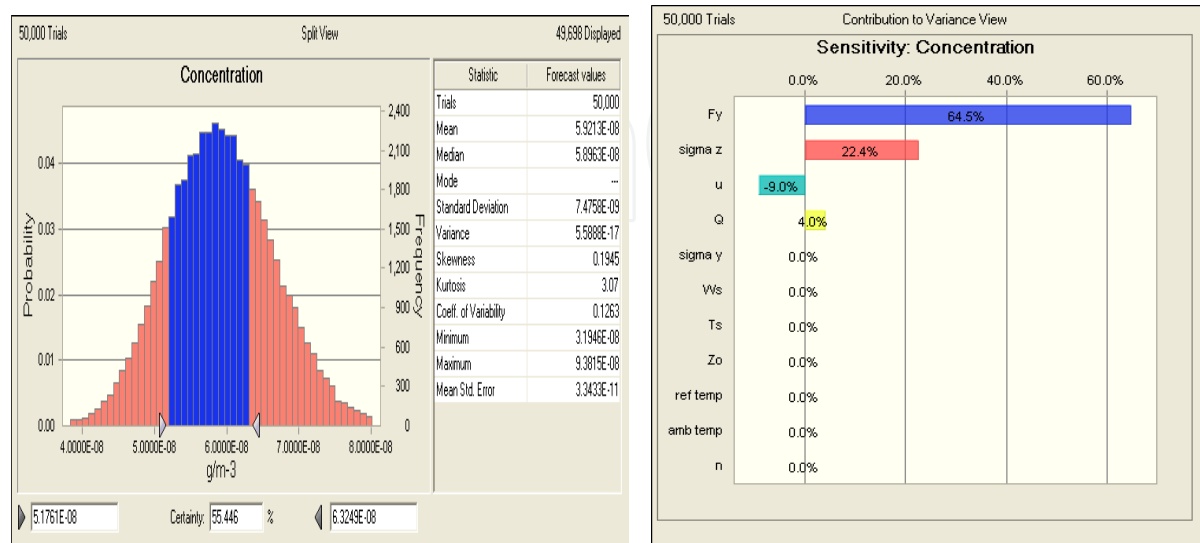 50,000 Trials Split View 49,698 Displayed
Concentration
Probability
0.04
0.03
0.02
0.01
0.00
2,400
2,100
1,800
1,500
1,200
900
600
300
0
Frequency
4.0000E-08 5.0000E-08 6.0000E-08 7.0000E-08 8.0000E-08
g/m-3
Statistic Forecast values
Trials 50,000
Mean 5.9213E-08
Median 5.8963E-08
Mode ---
Standard Deviation 7.4758E-09
Variance 5.5888E-17
Skewness 0.1945
Kurtosis 3.07
Coeff. of Variability 0.1263
Minimum 3.1946E-08
Maximum 9.3815E-08
Mean Std. Error 3.3433E-11
5.1761E-08 Certainty: 55.446 % 6.3249E-08
50,000 Trials Contribution to Variance View
Sensitivity: Concentration
0.0% 20.0% 40.0% 60.0%
Fy 64.5%
sigma z 22.4%
u -9.0%
Q 4.0%
sigma y 0.0%
Ws 0.0%
Ts 0.0%
Zo 0.0%
ref temp 0.0%
amb temp 0.0%
n 0.0%